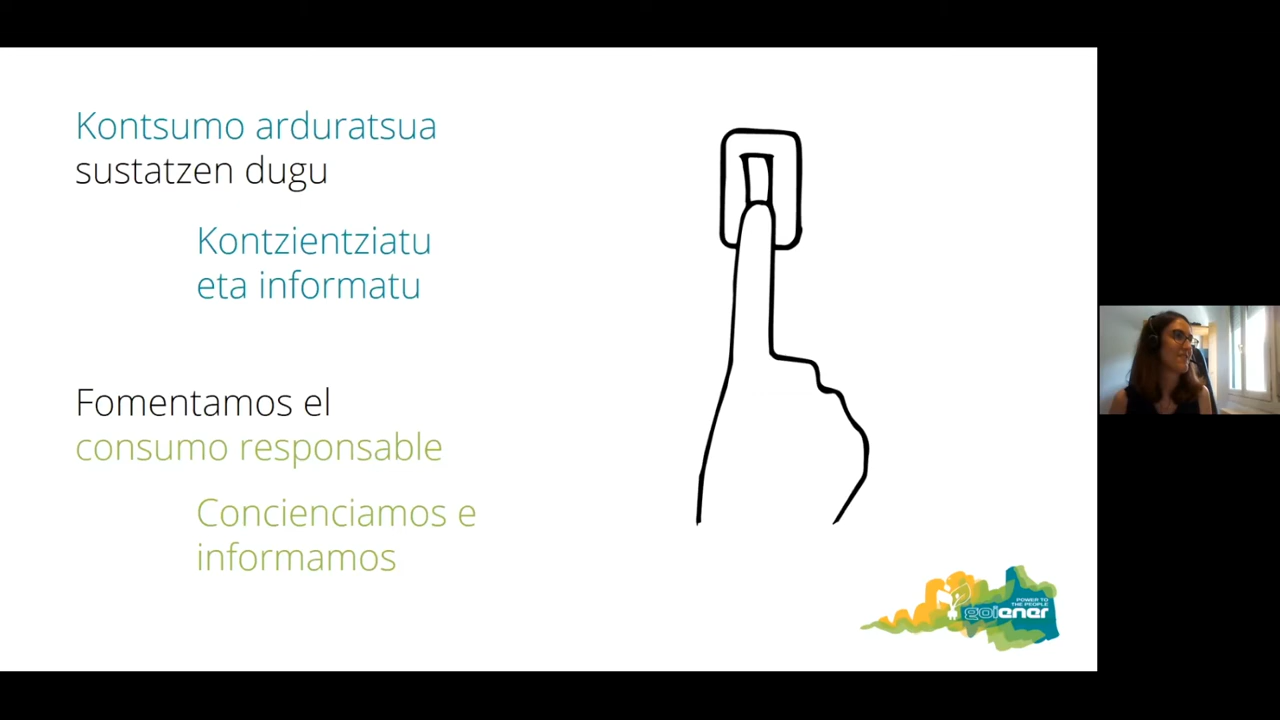 Kontsumo arduratsua
sustatzen dugu
Kontzientziatu
eta informatu
Fomentamos el
consumo responsable
Concienciamos e
informamos
POWER TO
THE PEOPLE
goiener